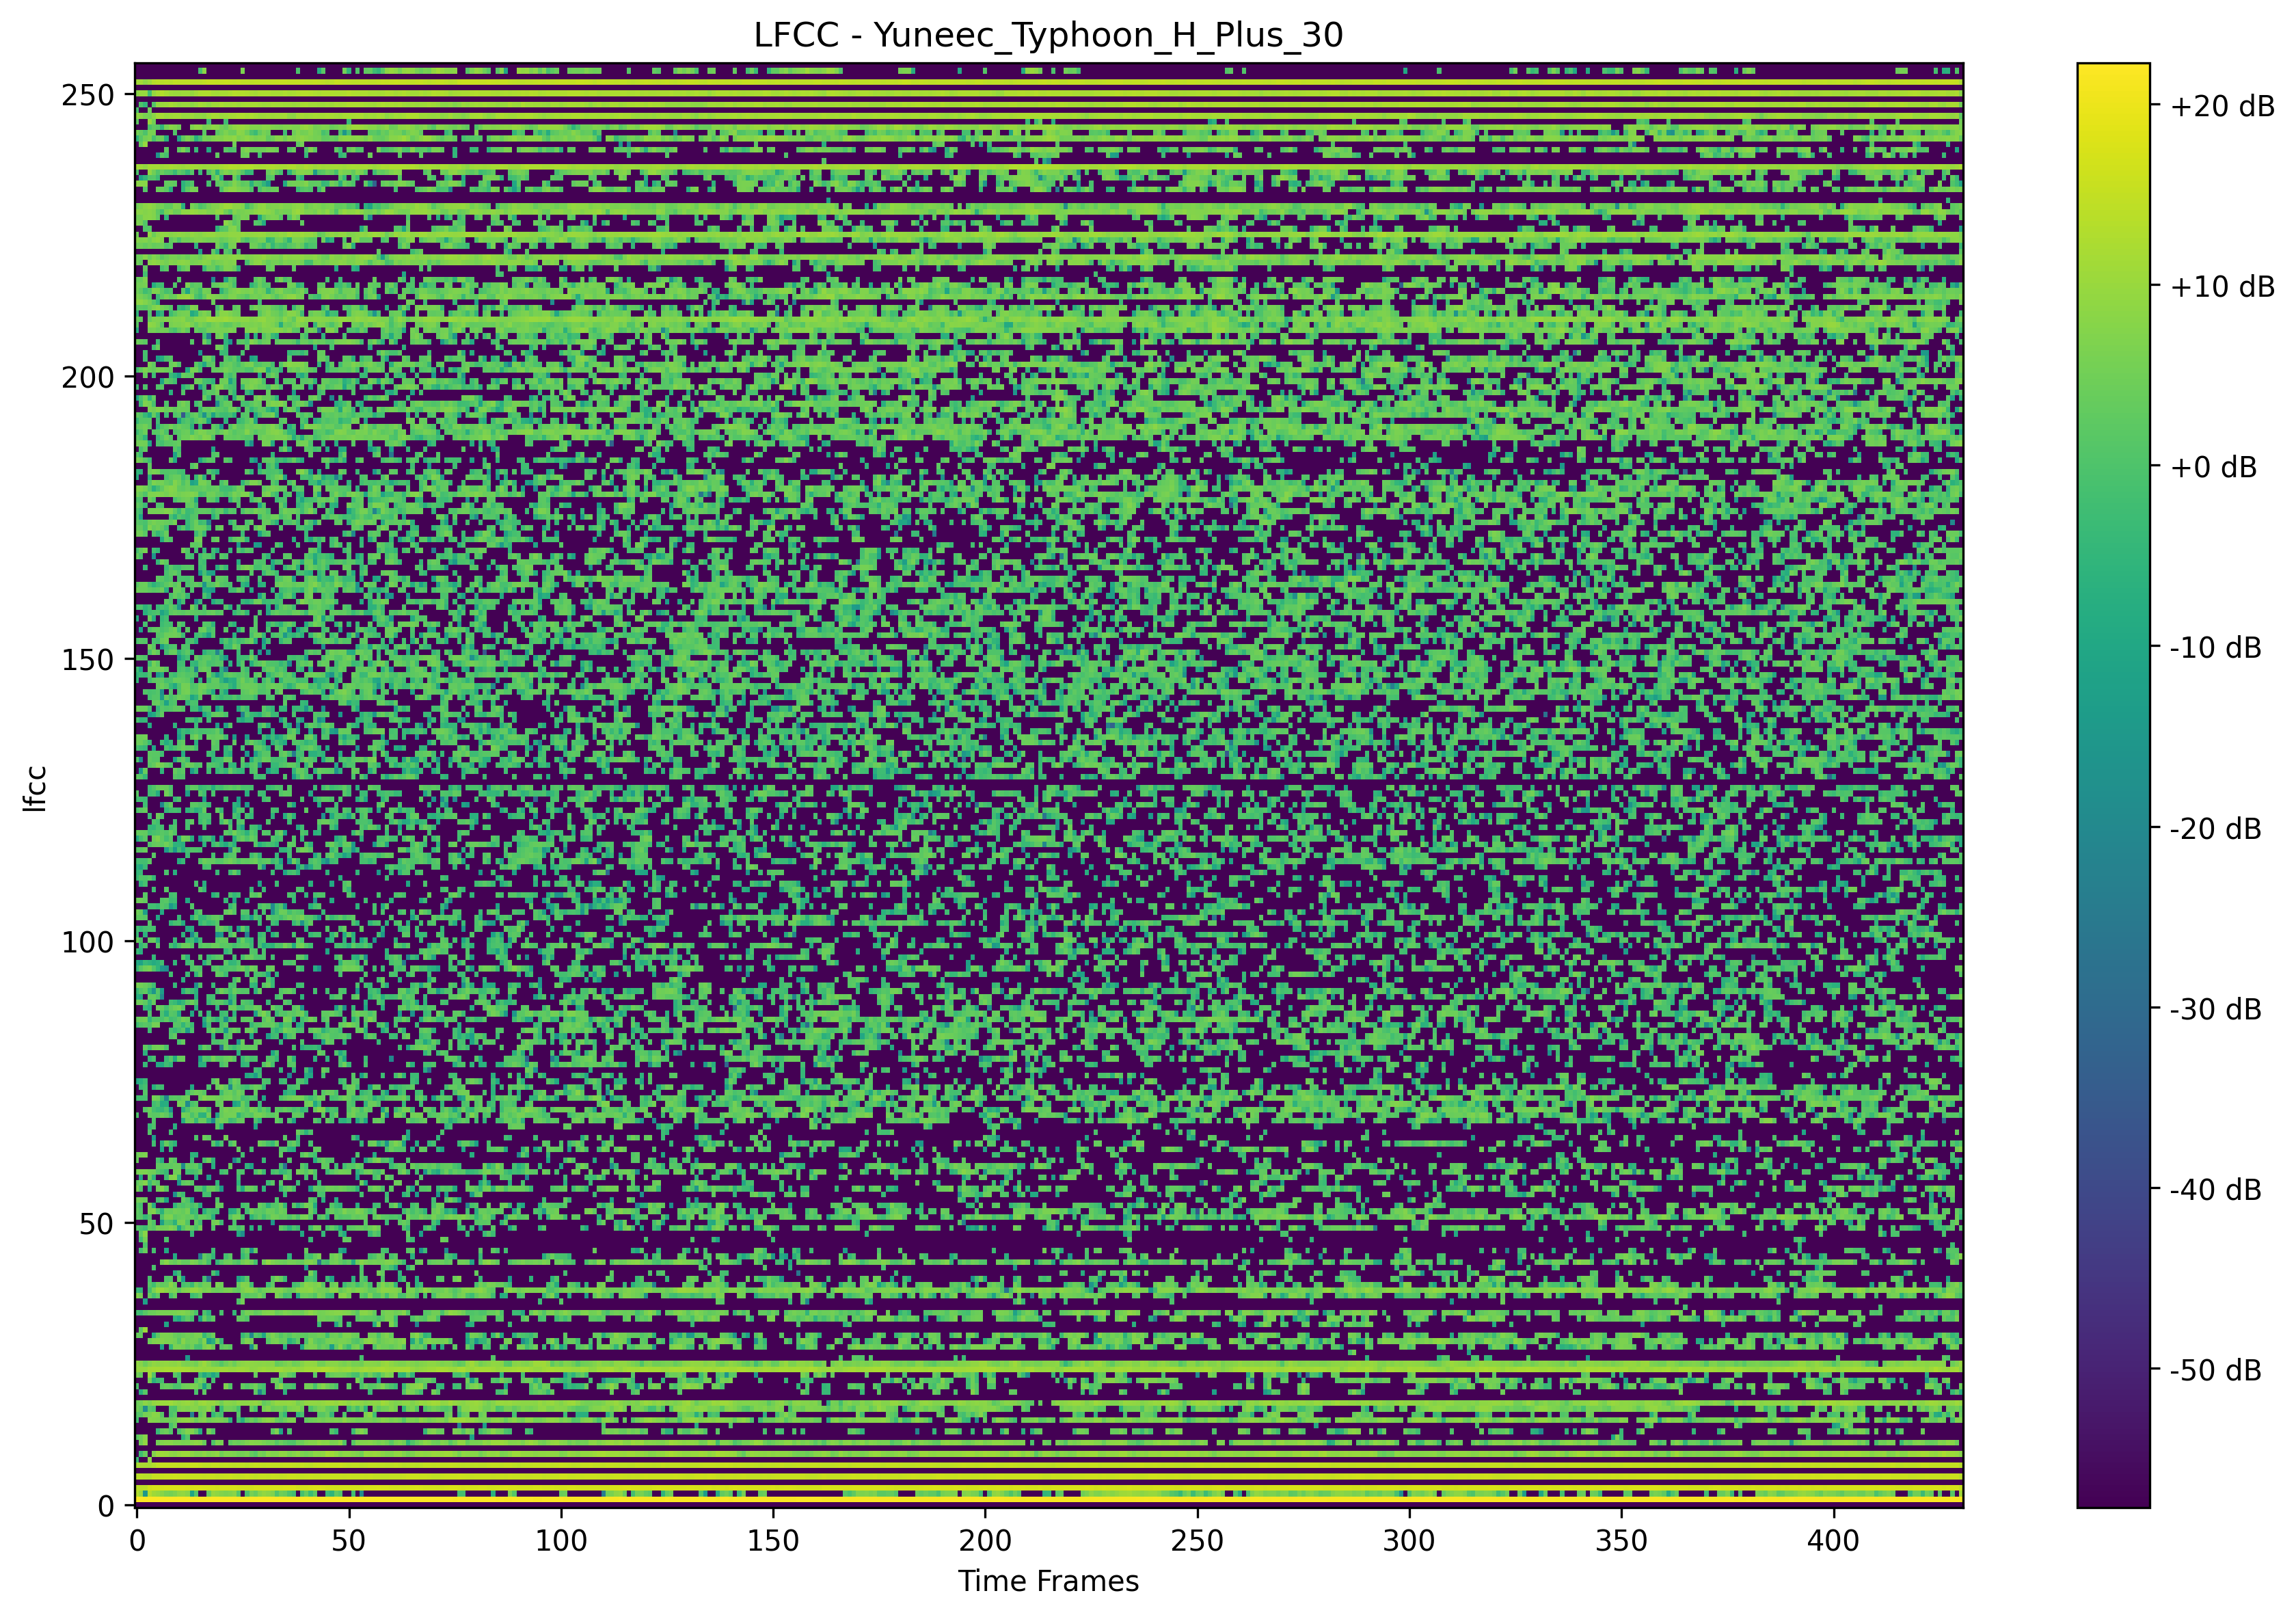 LFCC - Yuneec_Typhoon_H_Plus_30
250
200
150
100
50
0
lfcc
0 50 100 150 200 250 300 350 400
Time Frames
+20 dB
+10 dB
+0 dB
-10 dB
-20 dB
-30 dB
-40 dB
-50 dB